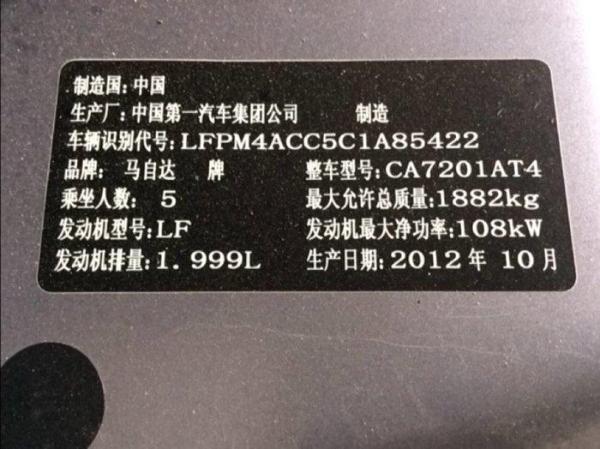 制造国:中国
生产厂:中国第一汽车集团公司 制造
车辆识别代号:LFPM4ACC5C1A85422
品牌:马自达 牌 整车型号:CA7201AT4
乘坐人数:5 最大允许总质量:1882kg
发动机型号:LF 发动机最大净功率:108kW
发动机排量:1.999L 生产日期:2012年10月